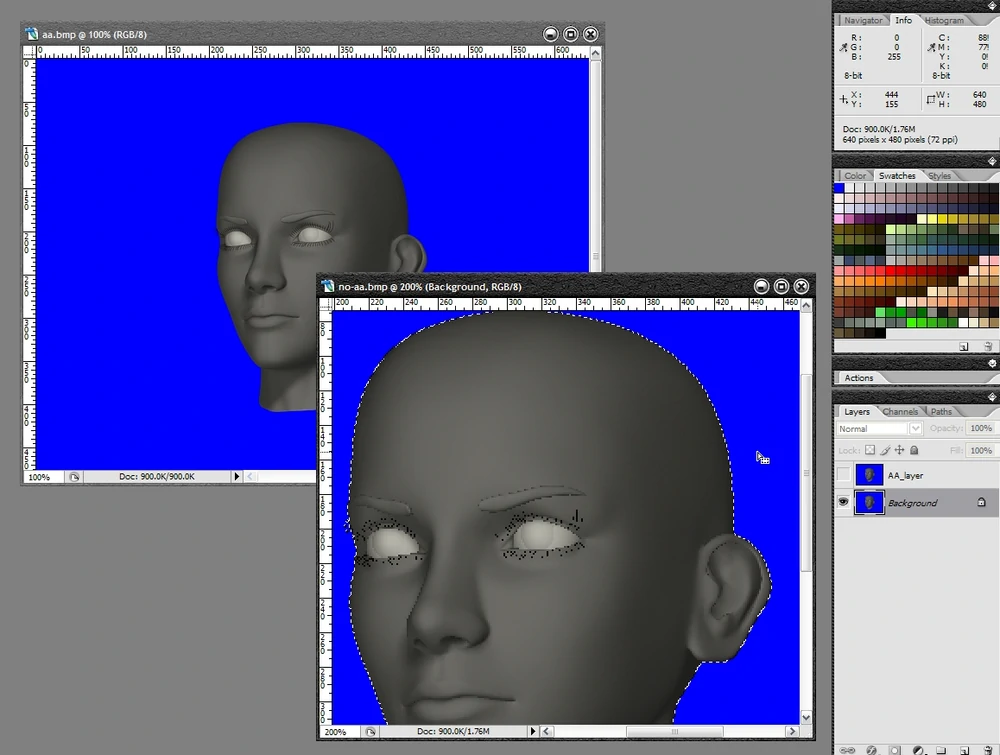 aa.bmp @ 100% (RGB/8)
0 50 100 150 200 250 300 350 400 450 500 550 600
100%
Doc: 900.0K/900.0K
no-aa.bmp @ 200% (Background, RGB/8)
200 220 240 260 280 300 320 340 360 380 400 420 440 460
200%
Doc: 900.0K/1.76M
Navigator Info Histogram
R: 0 C: 88!
G: 0 M: 77!
B: 255 Y: 0!
K: 0!
8-bit 8-bit
X: 444 W: 640
Y: 155 H: 480
Doc: 900.0K/1.76M
640 pixels x 480 pixels (72 ppi)
Color Swatches Styles
Actions
Layers Channels Paths
Normal Opacity: 100%
Lock: Fill: 100%
AA_layer
Background